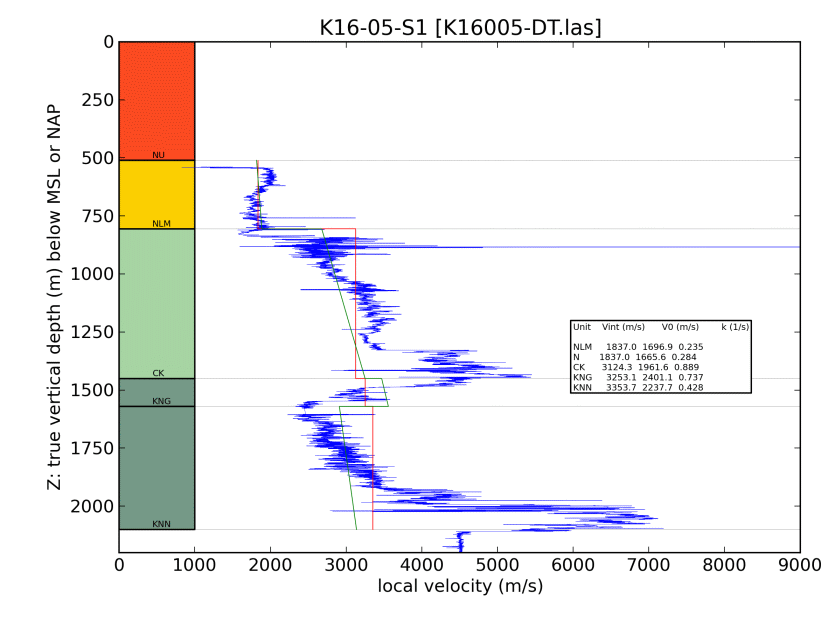 K16-05-S1 [K16005-DT.las]
Z: true vertical depth (m) below MSL or NAP
0
250
500
750
1000
1250
1500
1750
2000
NU
NLM
CK
KNG
KNN
Unit Vint (m/s) V0 (m/s) k (1/s)
NLM 1837.0 1696.9 0.235
N 1837.0 1665.6 0.284
CK 3124.3 1961.6 0.889
KNG 3253.1 2401.1 0.737
KNN 3353.7 2237.7 0.428
0 1000 2000 3000 4000 5000 6000 7000 8000 9000
local velocity (m/s)